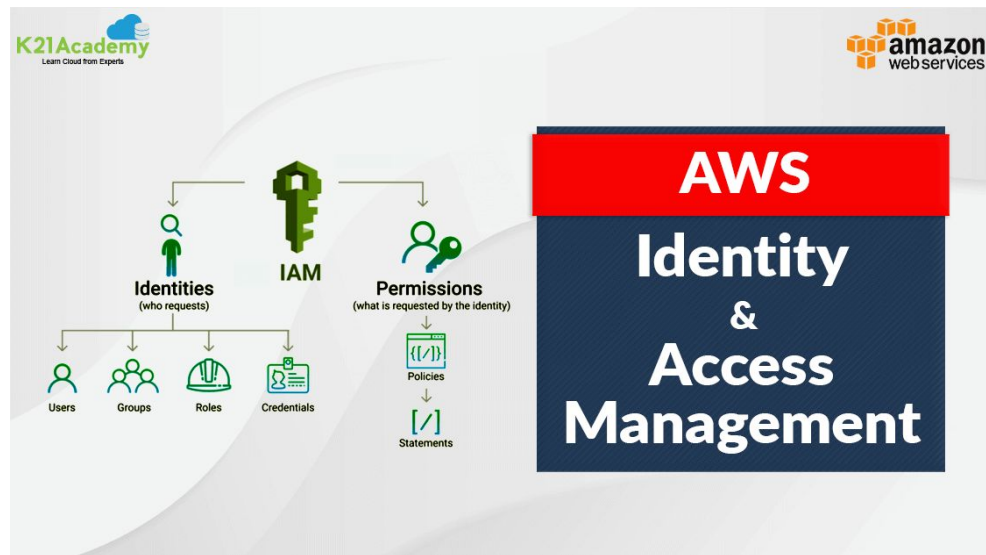 K21Academy
Learn Cloud from Experts
amazon
web services
IAM
Identities
(who requests)
Permissions
(what is requested by the identity)
{[/]}
Policies
[/]
Statements
Users
Groups
Roles
Credentials
AWS
Identity
&
Access
Management